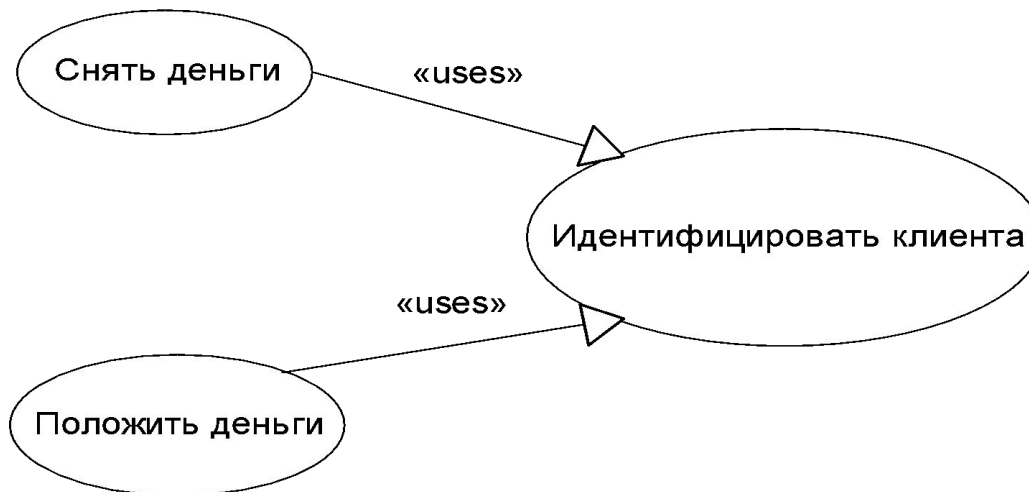 Снять деньги
«uses»
Идентифицировать клиента
«uses»
Положить деньги